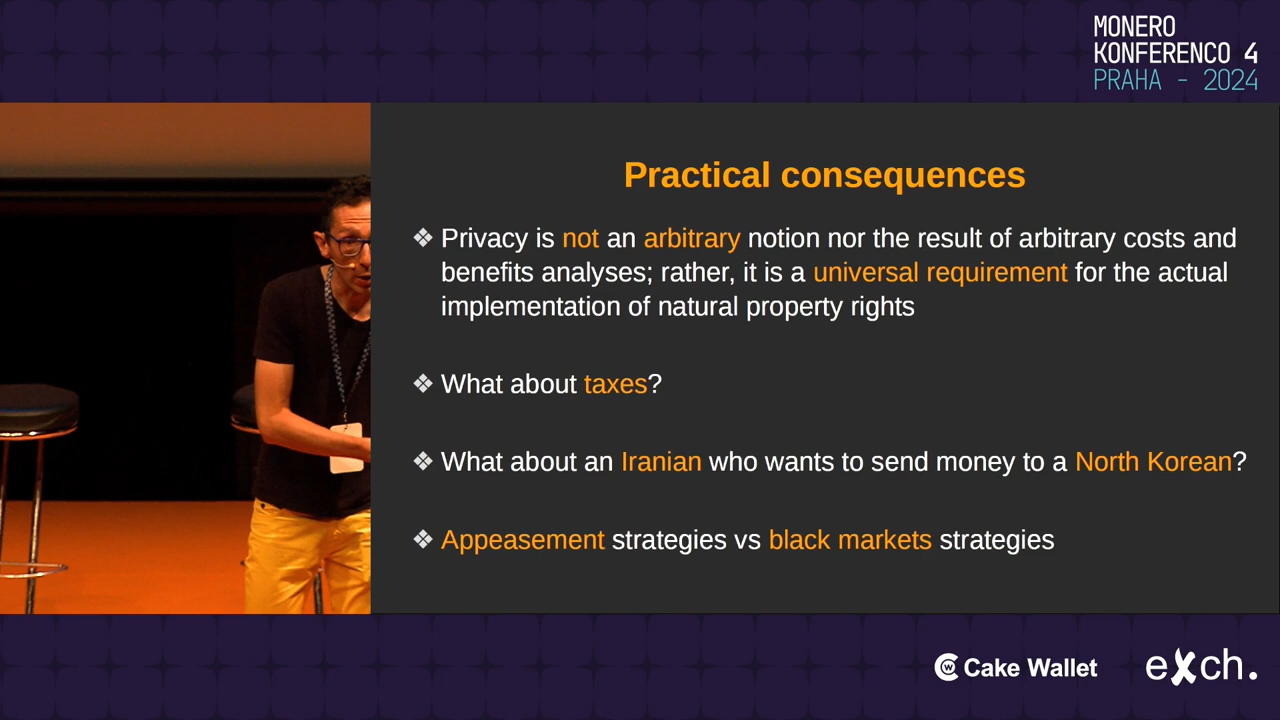 MONERO
KONFERENCO 4
PRAHA - 2024
Practical consequences
❖ Privacy is not an arbitrary notion nor the result of arbitrary costs and
benefits analyses; rather, it is a universal requirement for the actual
implementation of natural property rights
❖ What about taxes?
❖ What about an Iranian who wants to send money to a North Korean?
❖ Appeasement strategies vs black markets strategies
Cake Wallet
exch.